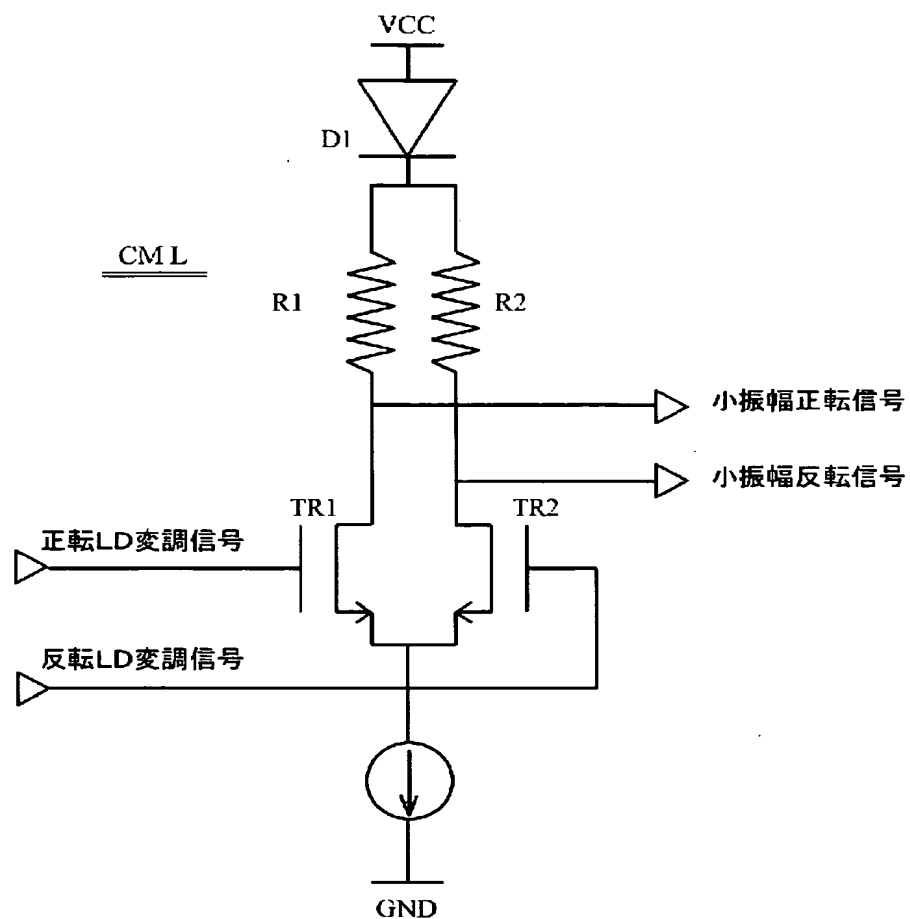 VCC
D1
CML
R1
R2
小振幅正転信号
小振幅反転信号
TR1
TR2
正転LD変調信号
反転LD変調信号
GND